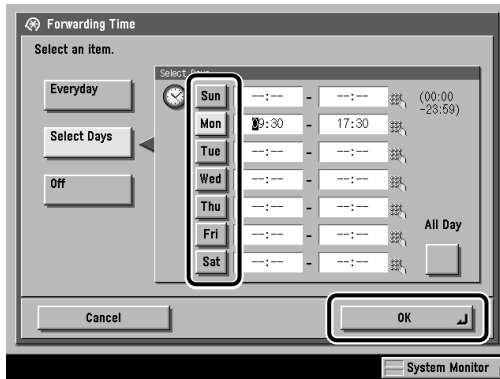 Forwarding Time
Select an item.
Select Days
Everyday
Select Days
Off
Sun --:-- - --:--
Mon 09:30 - 17:30
Tue --:-- - --:--
Wed --:-- - --:--
Thu --:-- - --:--
Fri --:-- - --:--
Sat --:-- - --:--
(00:00
-23:59)
All Day
Cancel
OK
System Monitor